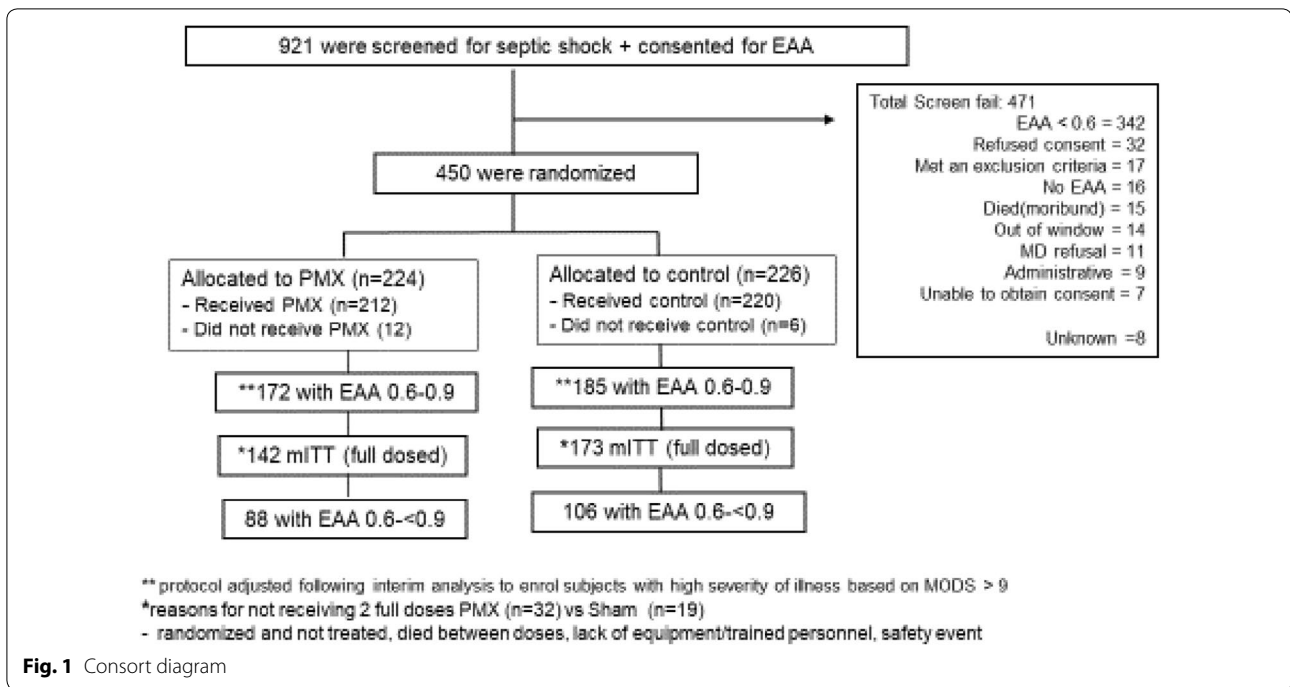 921 were screened for septic shock + consented for EAA
Total Screen fail: 471
EAA < 0.6 = 342
Refused consent = 32
Met an exclusion criteria = 17
No EAA = 16
Died(moribund) = 15
Out of window = 14
MD refusal = 11
Administrative = 9
Unable to obtain consent = 7
Unknown =8
450 were randomized
Allocated to PMX (n=224)
- Received PMX (n=212)
- Did not receive PMX (12)
Allocated to control (n=226)
- Received control (n=220)
- Did not receive control (n=6)
**172 with EAA 0.6-0.9
**185 with EAA 0.6-0.9
*142 mITT (full dosed)
*173 mITT (full dosed)
88 with EAA 0.6-<0.9
106 with EAA 0.6-<0.9
** protocol adjusted following interim analysis to enrol subjects with high severity of illness based on MODS > 9
*reasons for not receiving 2 full doses PMX (n=32) vs Sham (n=19)
- randomized and not treated, died between doses, lack of equipment/trained personnel, safety event
Fig. 1 Consort diagram